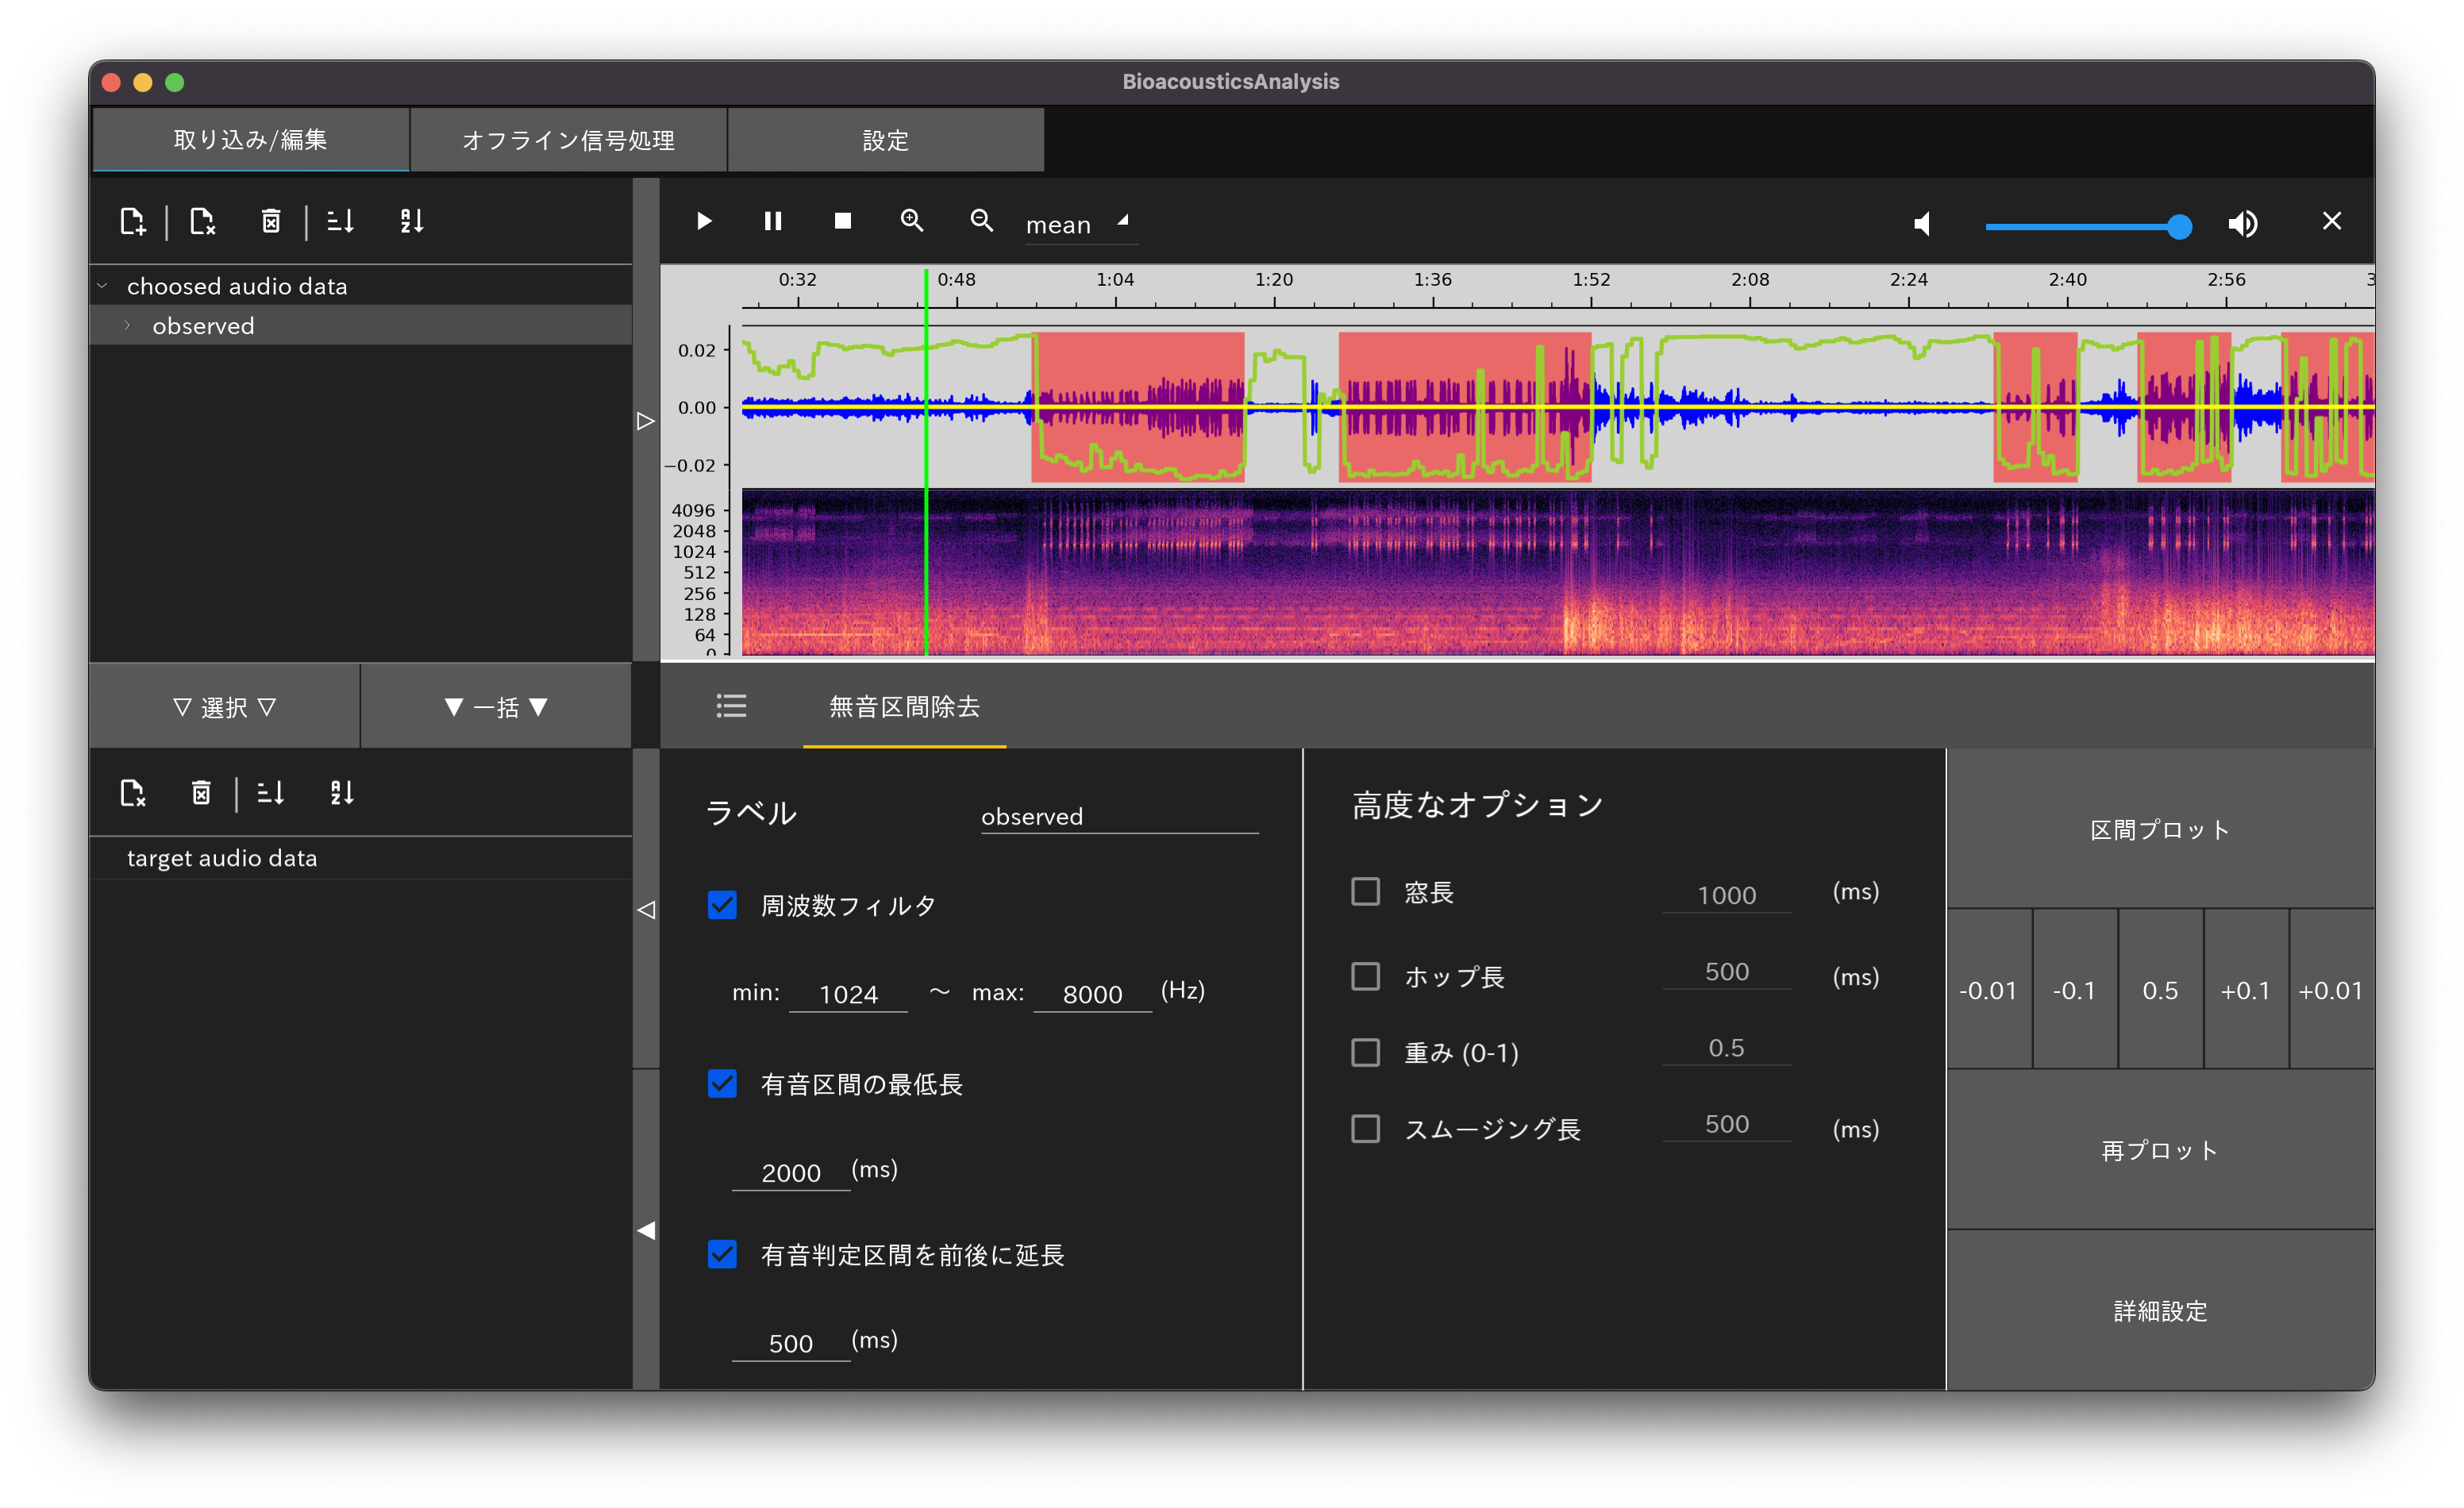 BioacousticsAnalysis
取り込み/編集 オフライン信号処理 設定
mean
choosed audio data
observed
0:32 0:48 1:04 1:20 1:36 1:52 2:08 2:24 2:40 2:56 3
0.02
0.00
−0.02
4096
2048
1024
512
256
128
64
0
▽ 選択 ▽ ▼ 一括 ▼
無音区間除去
target audio data
ラベル observed
周波数フィルタ
min: 1024 ～ max: 8000 (Hz)
有音区間の最低長
2000 (ms)
有音判定区間を前後に延長
500 (ms)
高度なオプション
窓長 1000 (ms)
ホップ長 500 (ms)
重み (0-1) 0.5
スムージング長 500 (ms)
区間プロット
-0.01 -0.1 0.5 +0.1 +0.01
再プロット
詳細設定